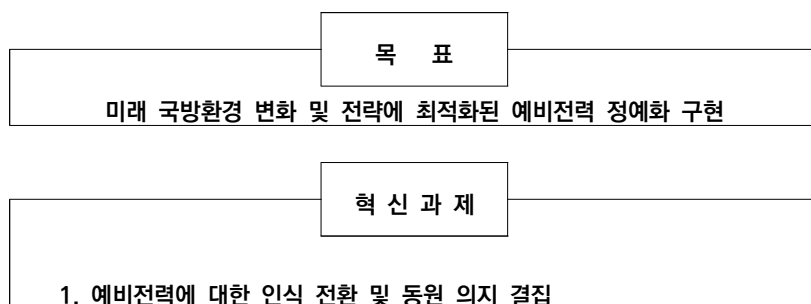 목 표
미래 국방환경 변화 및 전략에 최적화된 예비전력 정예화 구현
혁 신 과 제
1. 예비전력에 대한 인식 전환 및 동원 의지 결집